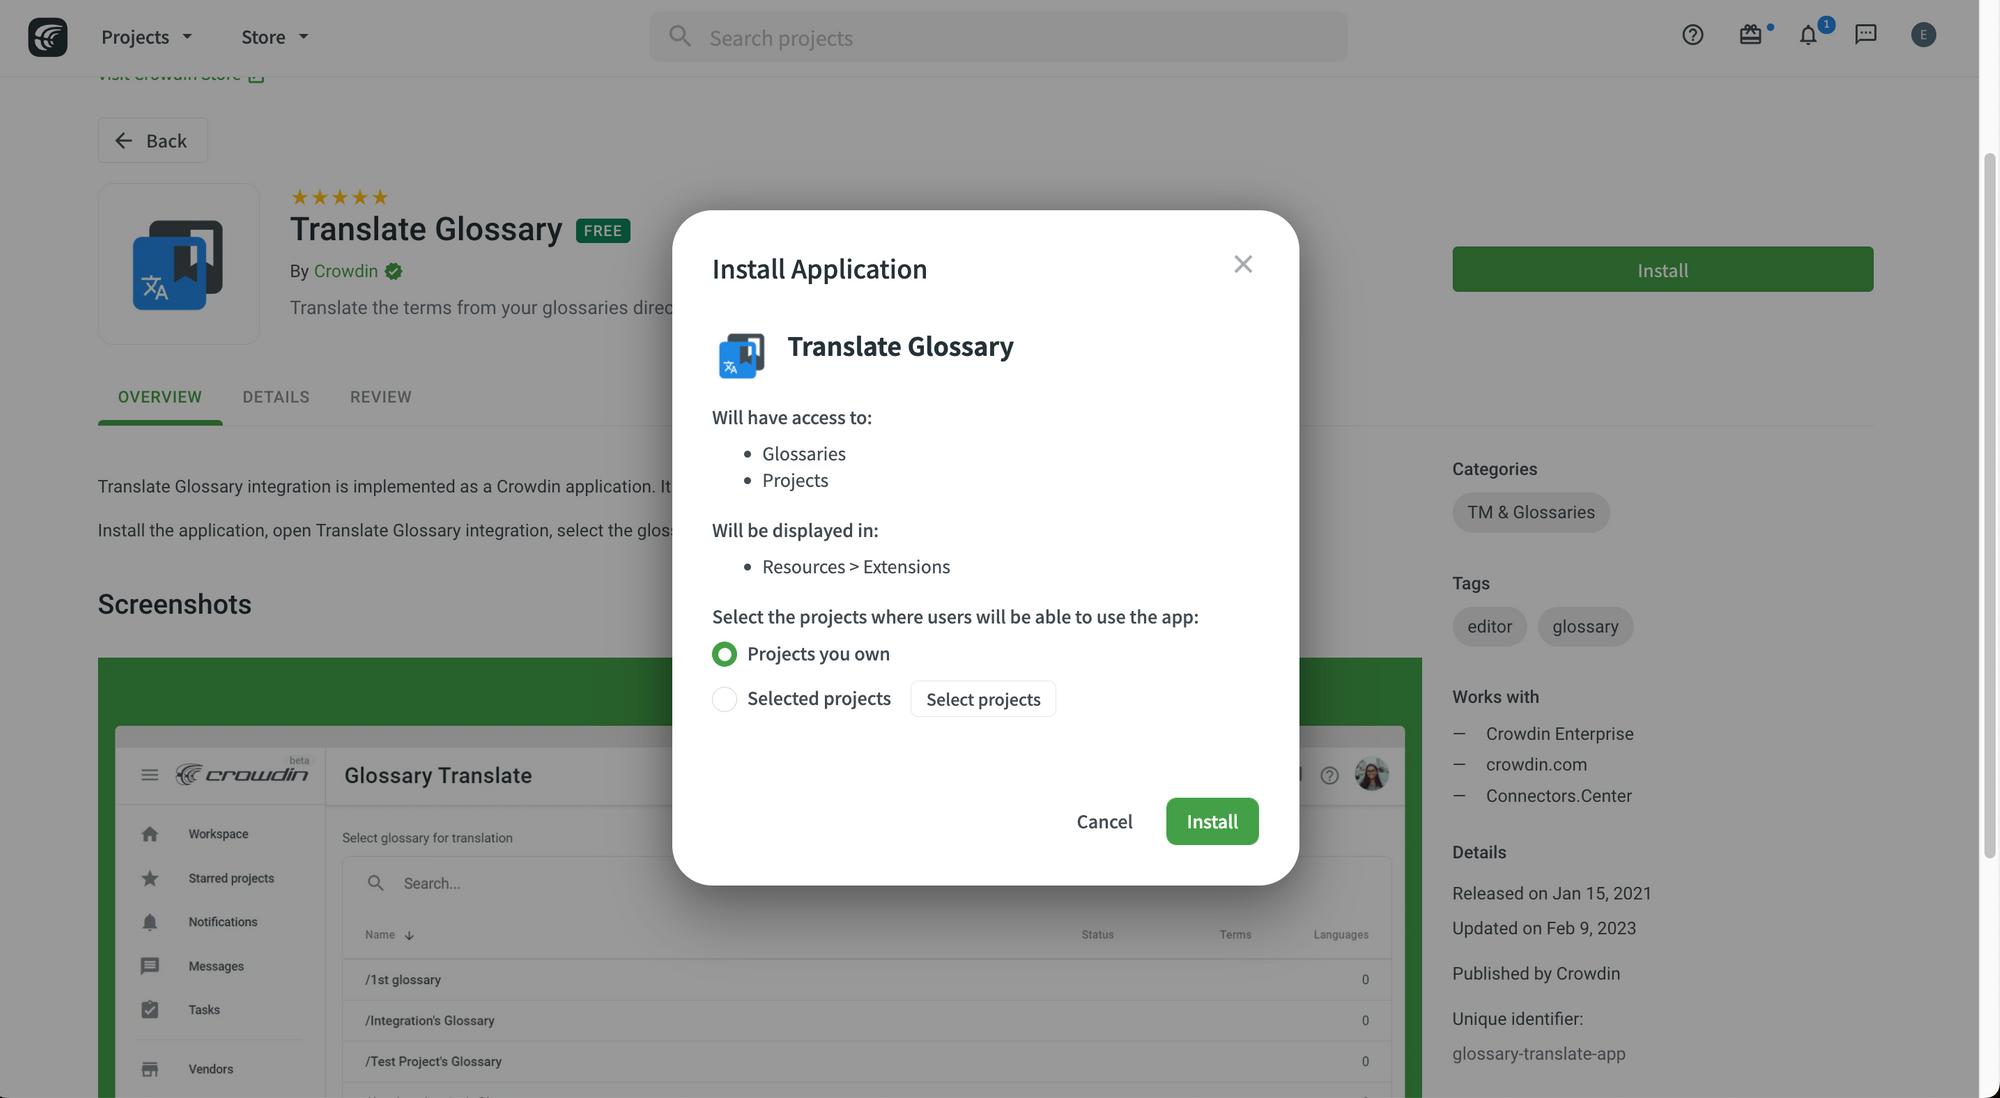 Projects
Store
Search projects
1
E
Visit Crowdin Store
Back
Translate Glossary FREE
By Crowdin
Translate the terms from your glossaries direc
OVERVIEW DETAILS REVIEW
Translate Glossary integration is implemented as a Crowdin application. It
Install the application, open Translate Glossary integration, select the glos
Screenshots
beta
crowdin
Glossary Translate
Workspace
Starred projects
Notifications
Messages
Tasks
Vendors
Select glossary for translation
Search...
Name Status Terms Languages
/1st glossary 0
/Integration's Glossary 0
/Test Project's Glossary 0
Install Application
Translate Glossary
Will have access to:
• Glossaries
• Projects
Will be displayed in:
• Resources > Extensions
Select the projects where users will be able to use the app:
Projects you own
Selected projects Select projects
Cancel Install
Install
Categories
TM & Glossaries
Tags
editor glossary
Works with
— Crowdin Enterprise
— crowdin.com
— Connectors.Center
Details
Released on Jan 15, 2021
Updated on Feb 9, 2023
Published by Crowdin
Unique identifier:
glossary-translate-app